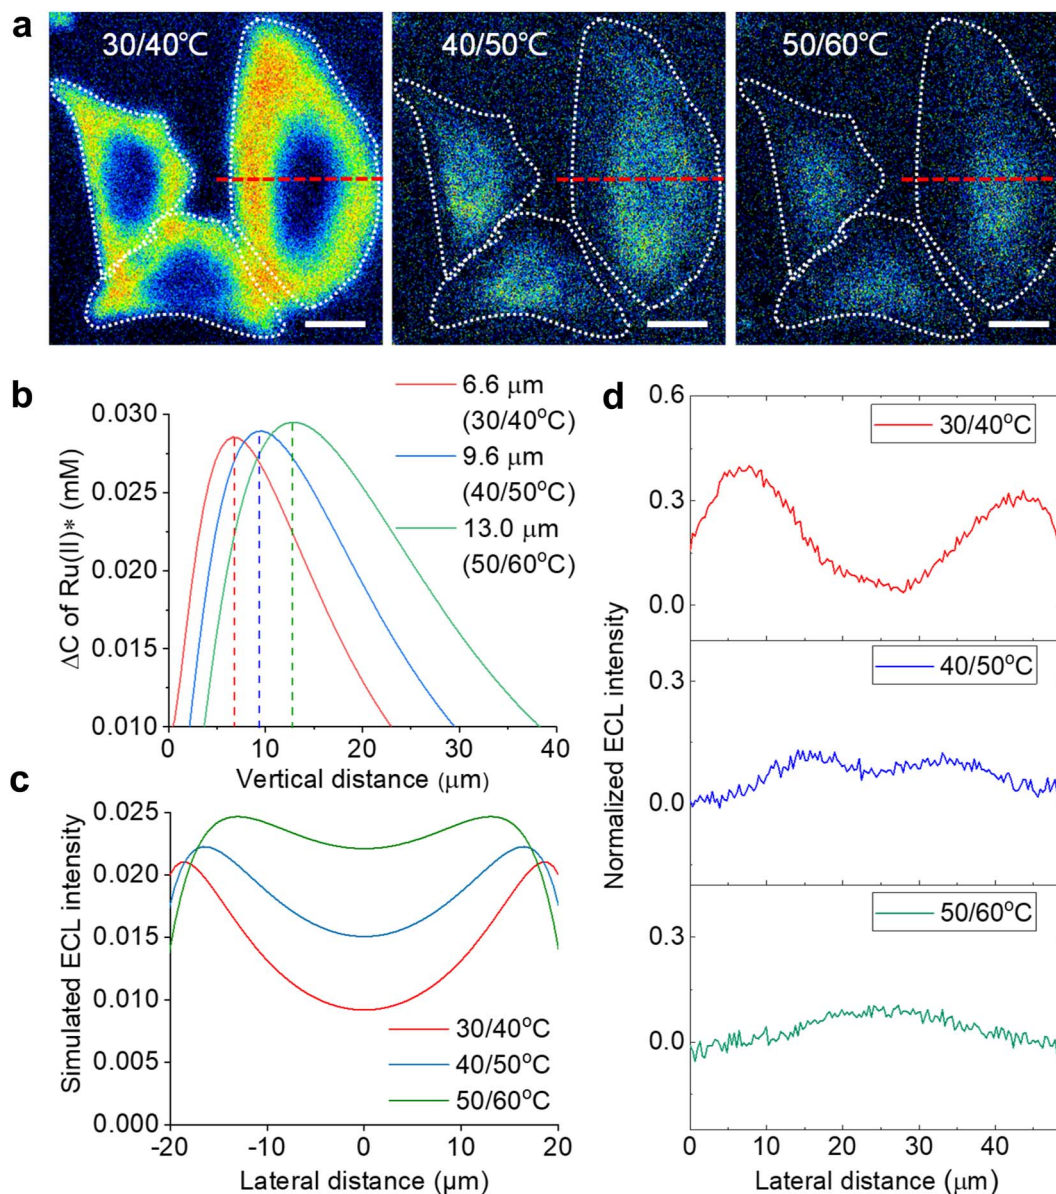 a
30/40℃
40/50℃
50/60℃
b
6.6 μm
(30/40°C)
9.6 μm
(40/50°C)
13.0 μm
(50/60°C)
0.030
0.025
0.020
0.015
0.010
ΔC of Ru(II)* (mM)
0
10
20
30
40
Vertical distance (μm)
c
0.025
0.020
0.015
0.010
0.005
0.000
Simulated ECL intensity
30/40°C
40/50°C
50/60°C
-20
-10
0
10
20
Lateral distance (μm)
d
0.6
0.3
0.0
30/40°C
0.3
0.0
40/50°C
0.3
0.0
50/60°C
Normalized ECL intensity
0
10
20
30
40
Lateral distance (μm)